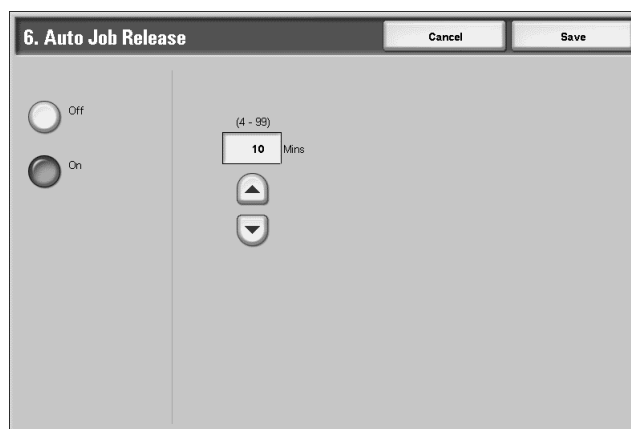 6. Auto Job Release
Cancel
Save
Off
On
(4 - 99)
10 Mins